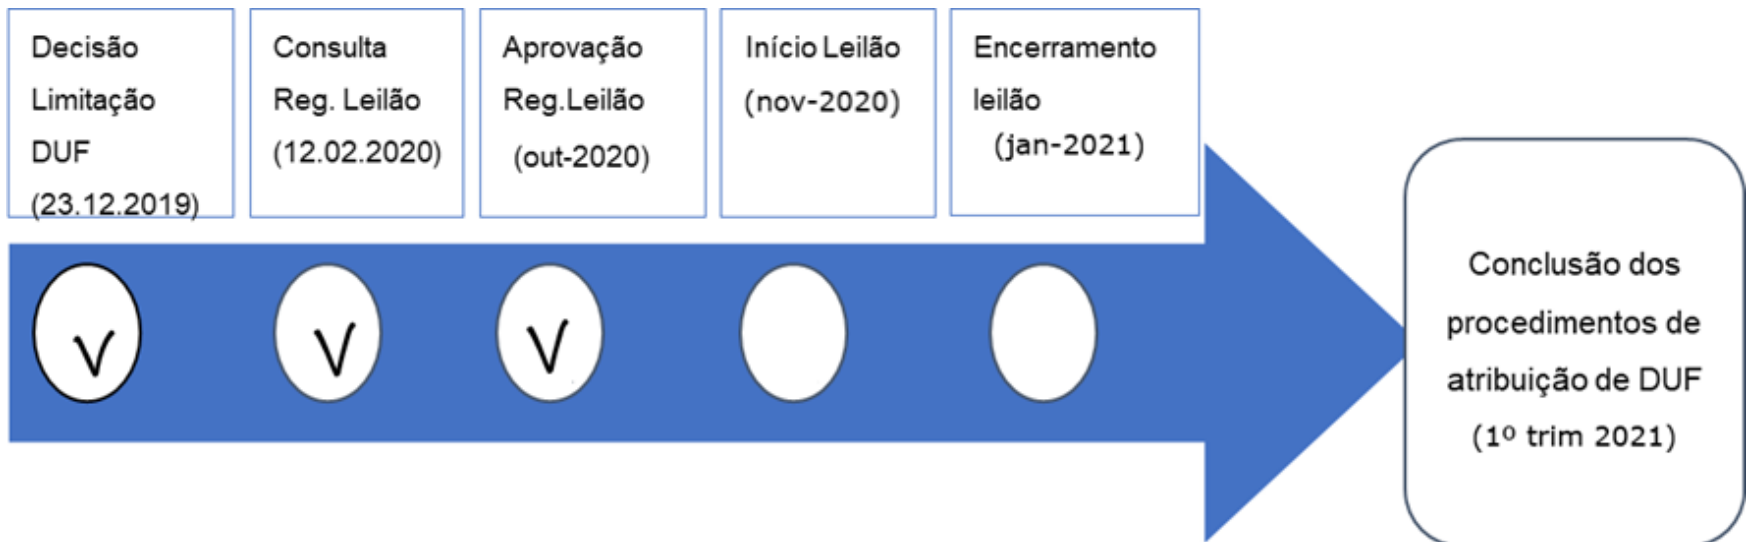 Decisão
Limitação
DUF
(23.12.2019)
Consulta
Reg. Leilão
(12.02.2020)
Aprovação
Reg.Leilão
(out-2020)
Início Leilão
(nov-2020)
Encerramento
leilão
(jan-2021)
V
V
V
Conclusão dos
procedimentos de
atribuição de DUF
(1º trim 2021)